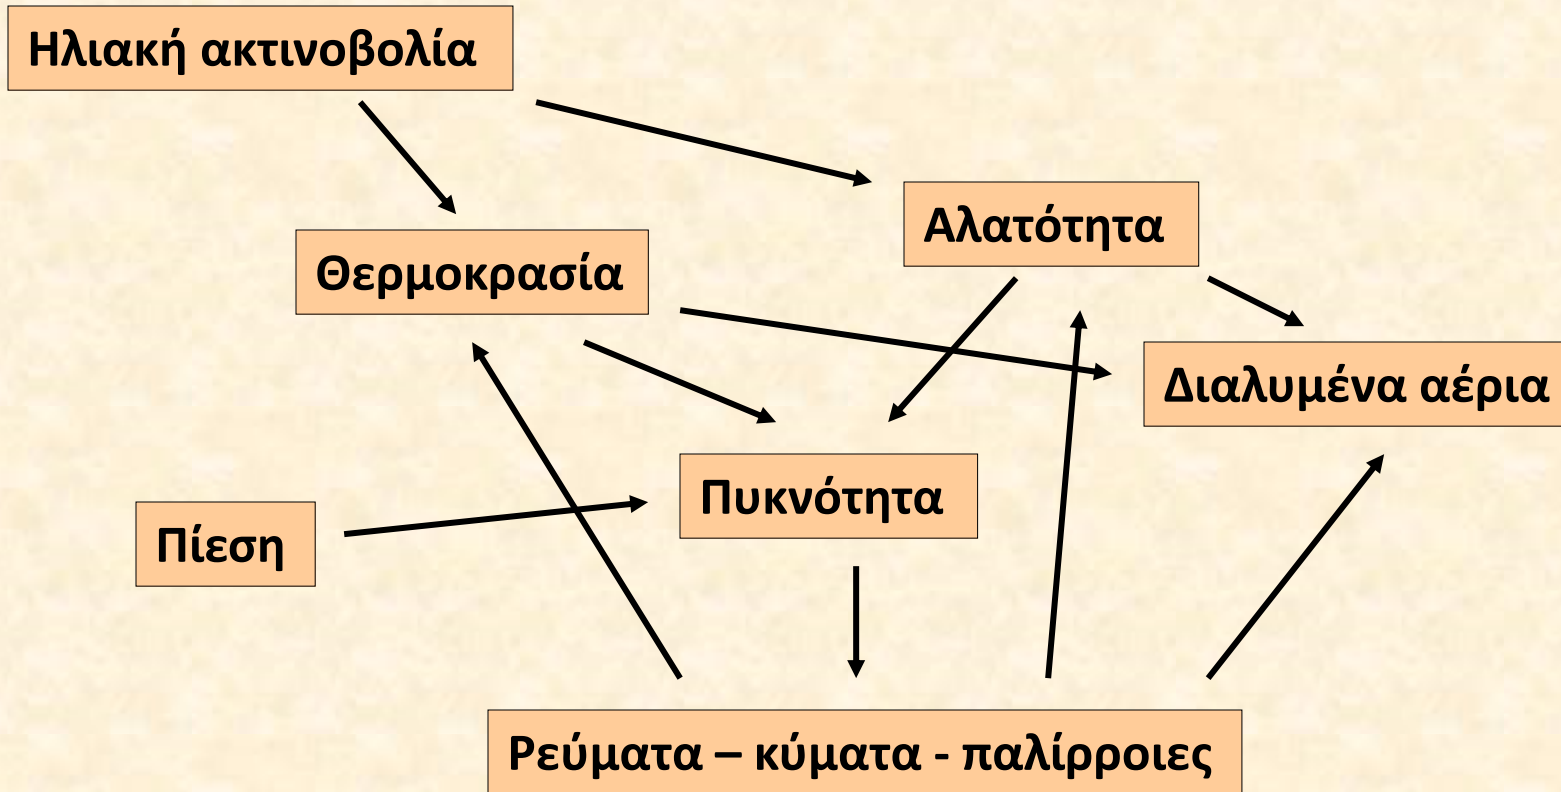 Ηλιακή ακτινοβολία
Αλατότητα
Θερμοκρασία
Διαλυμένα αέρια
Πυκνότητα
Πίεση
Ρεύματα – κύματα - παλίρροιες